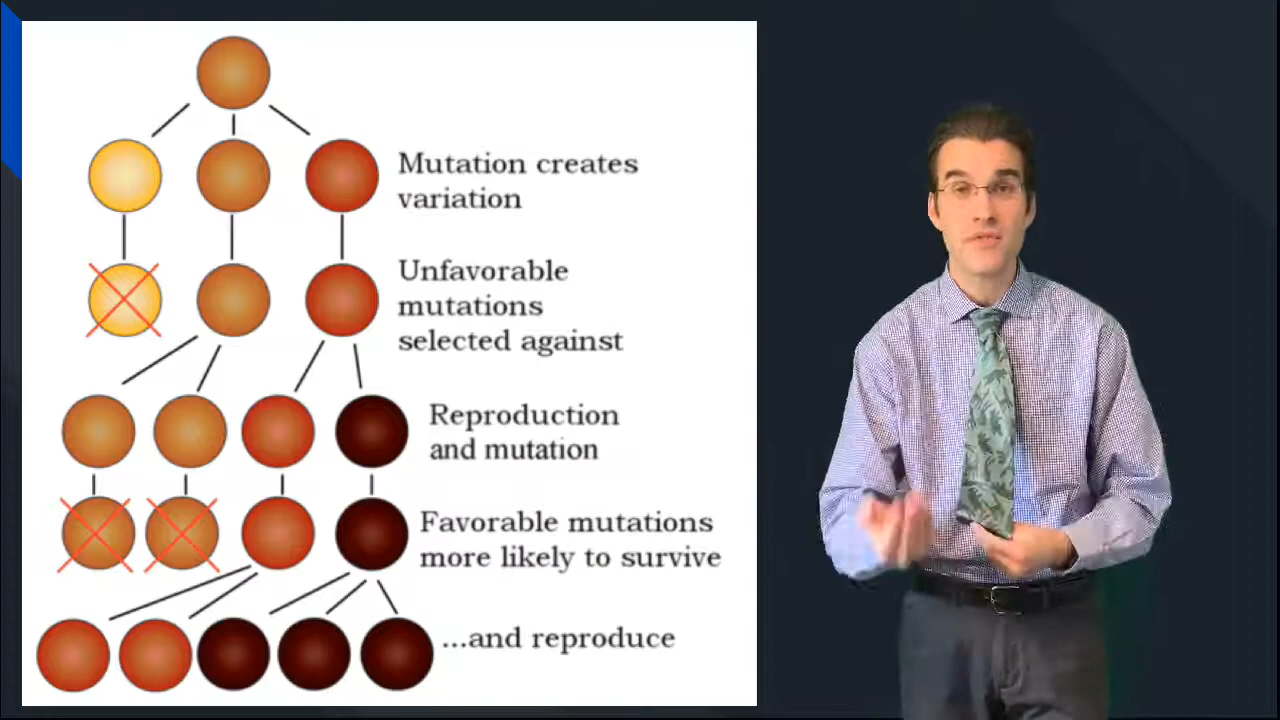 Mutation creates
variation
Unfavorable
mutations
selected against
Reproduction
and mutation
Favorable mutations
more likely to survive
...and reproduce